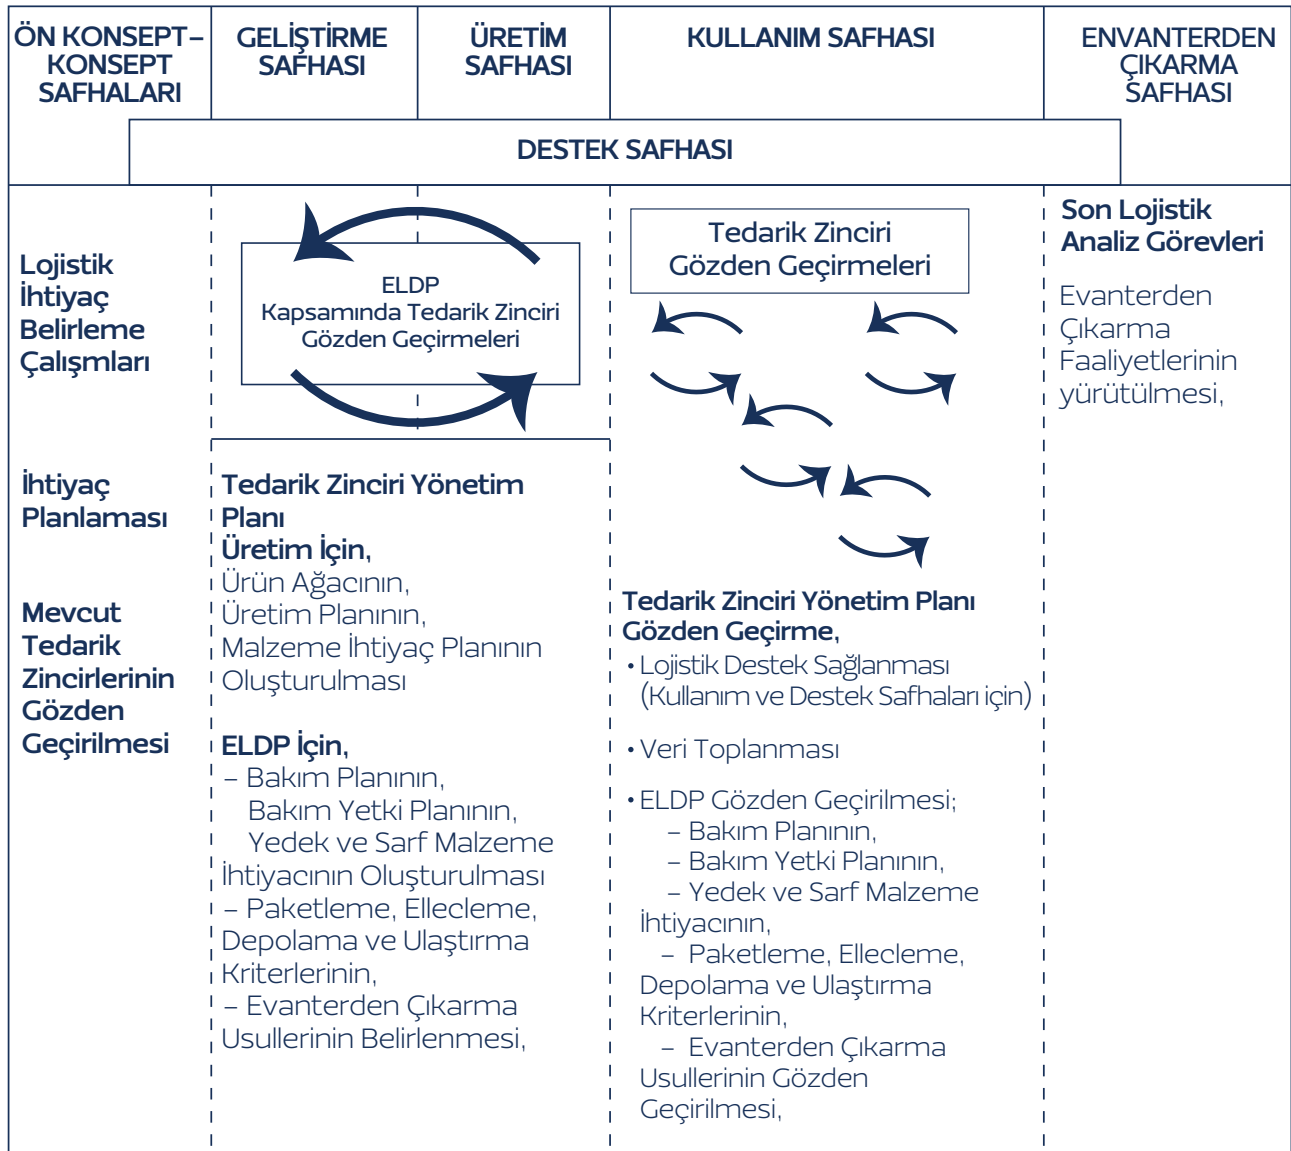 ÖN KONSEPT–
KONSEPT
SAFHALARI
GELİŞTİRME
SAFHASI
ÜRETİM
SAFHASI
KULLANIM SAFHASI
ENVANTERDEN
ÇIKARMA
SAFHASI
DESTEK SAFHASI
Lojistik
İhtiyaç
Belirleme
Çalışmları
İhtiyaç
Planlaması
Mevcut
Tedarik
Zincirlerinin
Gözden
Geçirilmesi
ELDP
Kapsamında Tedarik Zinciri
Gözden Geçirmeleri
Tedarik Zinciri Yönetim
Planı
Üretim İçin,
Ürün Ağacının,
Üretim Planının,
Malzeme İhtiyaç Planının
Oluşturulması
ELDP İçin,
– Bakım Planının,
Bakım Yetki Planının,
Yedek ve Sarf Malzeme
İhtiyacının Oluşturulması
– Paketleme, Ellecleme,
Depolama ve Ulaştırma
Kriterlerinin,
– Evanterden Çıkarma
Usullerinin Belirlenmesi,
Tedarik Zinciri
Gözden Geçirmeleri
Tedarik Zinciri Yönetim Planı
Gözden Geçirme,
• Lojistik Destek Sağlanması
(Kullanım ve Destek Safhaları için)
• Veri Toplanması
• ELDP Gözden Geçirilmesi;
– Bakım Planının,
– Bakım Yetki Planının,
– Yedek ve Sarf Malzeme
İhtiyacının,
– Paketleme, Ellecleme,
Depolama ve Ulaştırma
Kriterlerinin,
– Evanterden Çıkarma
Usullerinin Gözden
Geçirilmesi,
Son Lojistik
Analiz Görevleri
Evanterden
Çıkarma
Faaliyetlerinin
yürütülmesi,